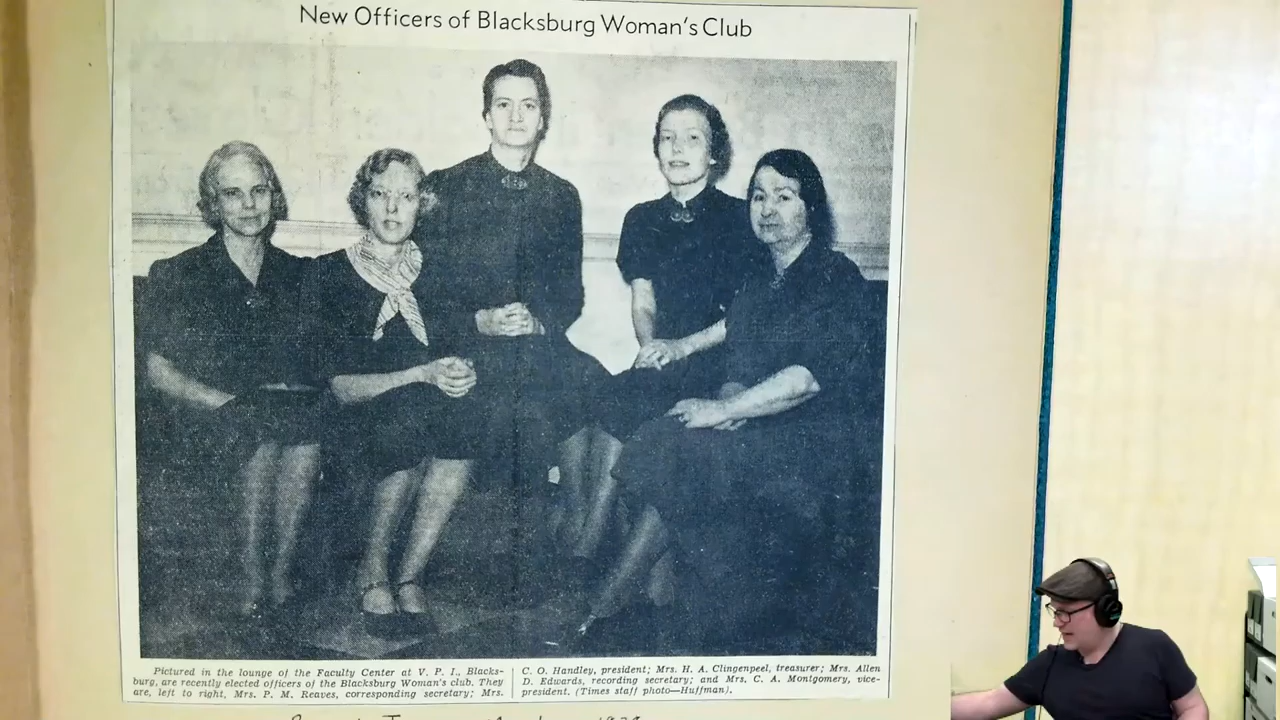 New Officers of Blacksburg Woman's Club
Pictured in the lounge of the Faculty Center at V. P. I., Blacks-
burg, are recently elected officers of the Blacksburg Woman's club. They
are, left to right, Mrs. P. M. Reaves, corresponding secretary; Mrs.
C. O. Handley, president; Mrs. H. A. Clingenpeel, treasurer; Mrs. Allen
D. Edwards, recording secretary; and Mrs. C. A. Montgomery, vice-
president. (Times staff photo—Huffman).